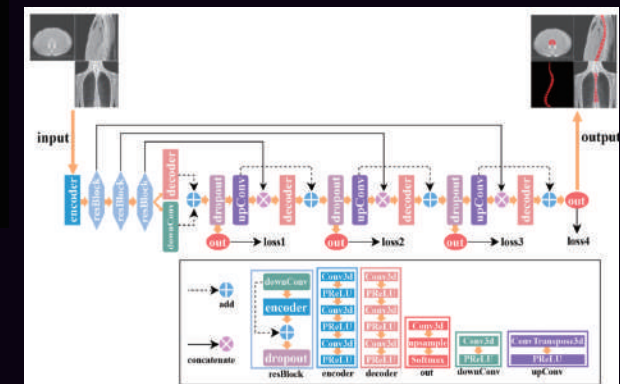 input
output
encoder
resBlock
resBlock
resBlock
decoder
downConv
dropout
upConv
decoder
dropout
upConv
decoder
dropout
upConv
decoder
out
loss1
out
loss2
out
loss3
out
loss4
add
concatenate
downConv
encoder
dropout
resBlock
Conv3d
PReLU
Conv3d
PReLU
Conv3d
PReLU
encoder
Conv3d
PReLU
Conv3d
PReLU
Conv3d
PReLU
decoder
Conv3d
upsample
Softmax
out
Conv3d
PReLU
downConv
ConvTranspose3d
PReLU
upConv